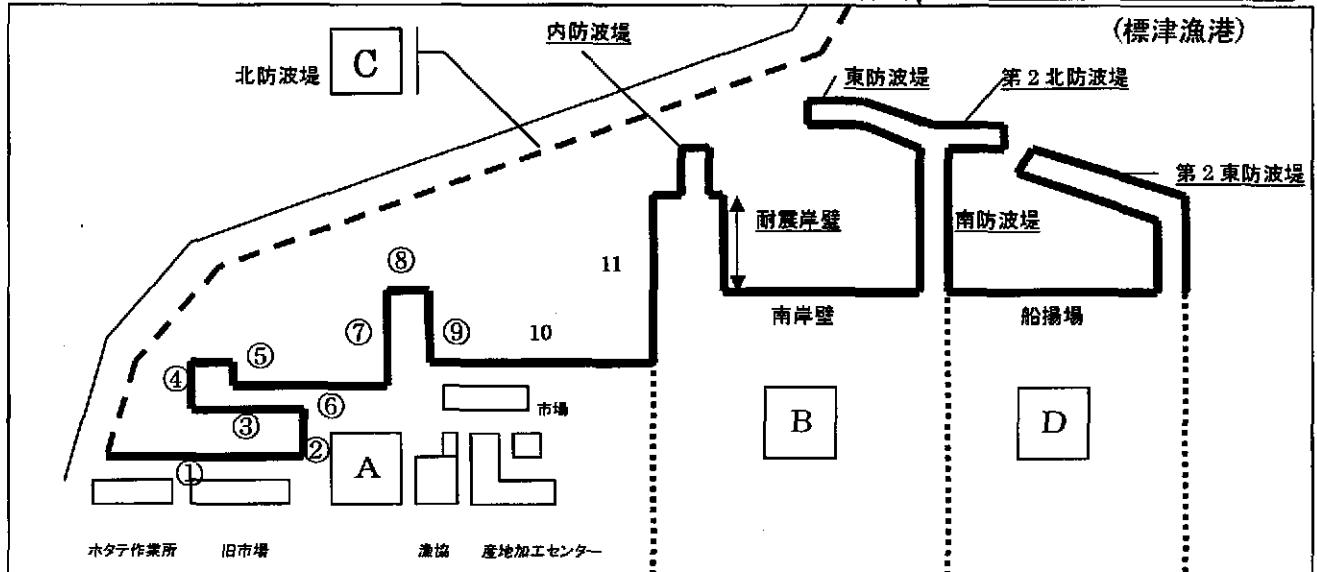 (標津漁港)
北防波堤
C
内防波堤
東防波堤
第2北防波堤
第2東防波堤
耐震岸壁
南防波堤
⑧
11
⑦
⑨
10
南岸壁
船揚場
⑤
④
⑥
③
市場
②
①
A
B
D
ホタテ作業所
旧市場
漁協
産地加工センター